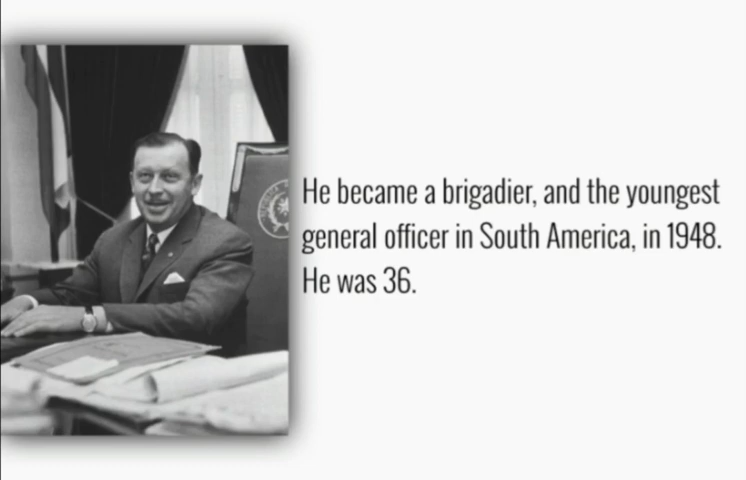 He became a brigadier, and the youngest
general officer in South America, in 1948.
He was 36.